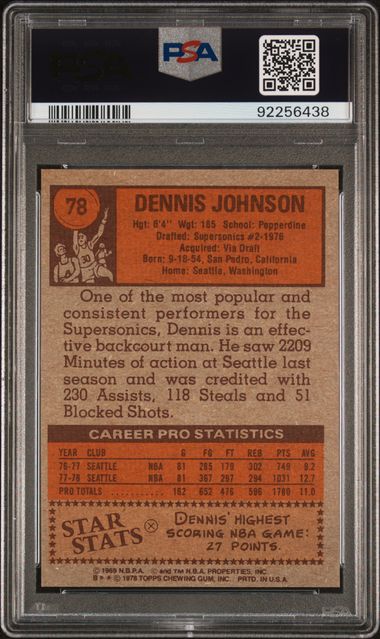 PSA
92256438
78
DENNIS JOHNSON
Hgt: 6'4" Wgt: 185 School: Pepperdine
Drafted: Supersonics #2-1976
Acquired: Via Draft
Born: 9-18-54, San Pedro, California
Home: Seattle, Washington
One of the most popular and
consistent performers for the
Supersonics, Dennis is an effec-
tive backcourt man. He saw 2209
Minutes of action at Seattle last
season and was credited with
230 Assists, 118 Steals and 51
Blocked Shots.
CAREER PRO STATISTICS
YEAR CLUB G FG FT REB PTS AVG
76-77 SEATTLE NBA 81 285 179 302 749 9.2
77-78 SEATTLE NBA 81 367 297 294 1031 12.7
PRO TOTALS ........... 162 652 476 596 1780 11.0
STAR STATS
DENNIS' HIGHEST
SCORING NBA GAME:
27 POINTS.
© 1969 N.B.P.A. © and TM N.B.A. PROPERTIES, INC.
B * * © 1978 TOPPS CHEWING GUM, INC. PRTD. IN U.S.A.